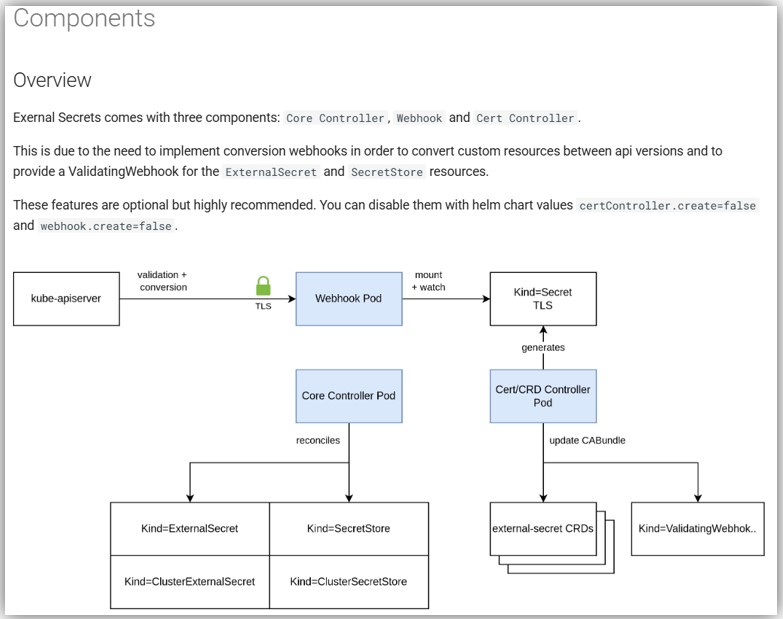 Components
Overview
Exernal Secrets comes with three components: Core Controller, Webhook and Cert Controller.
This is due to the need to implement conversion webhooks in order to convert custom resources between api versions and to
provide a ValidatingWebhook for the ExternalSecret and SecretStore resources.
These features are optional but highly recommended. You can disable them with helm chart values certController.create=false
and webhook.create=false.
kube-apiserver
validation +
conversion
TLS
Webhook Pod
mount
+ watch
Kind=Secret
TLS
generates
Core Controller Pod
Cert/CRD Controller
Pod
reconciles
update CABundle
Kind=ExternalSecret
Kind=SecretStore
Kind=ClusterExternalSecret
Kind=ClusterSecretStore
external-secret CRDs
Kind=ValidatingWebhok..